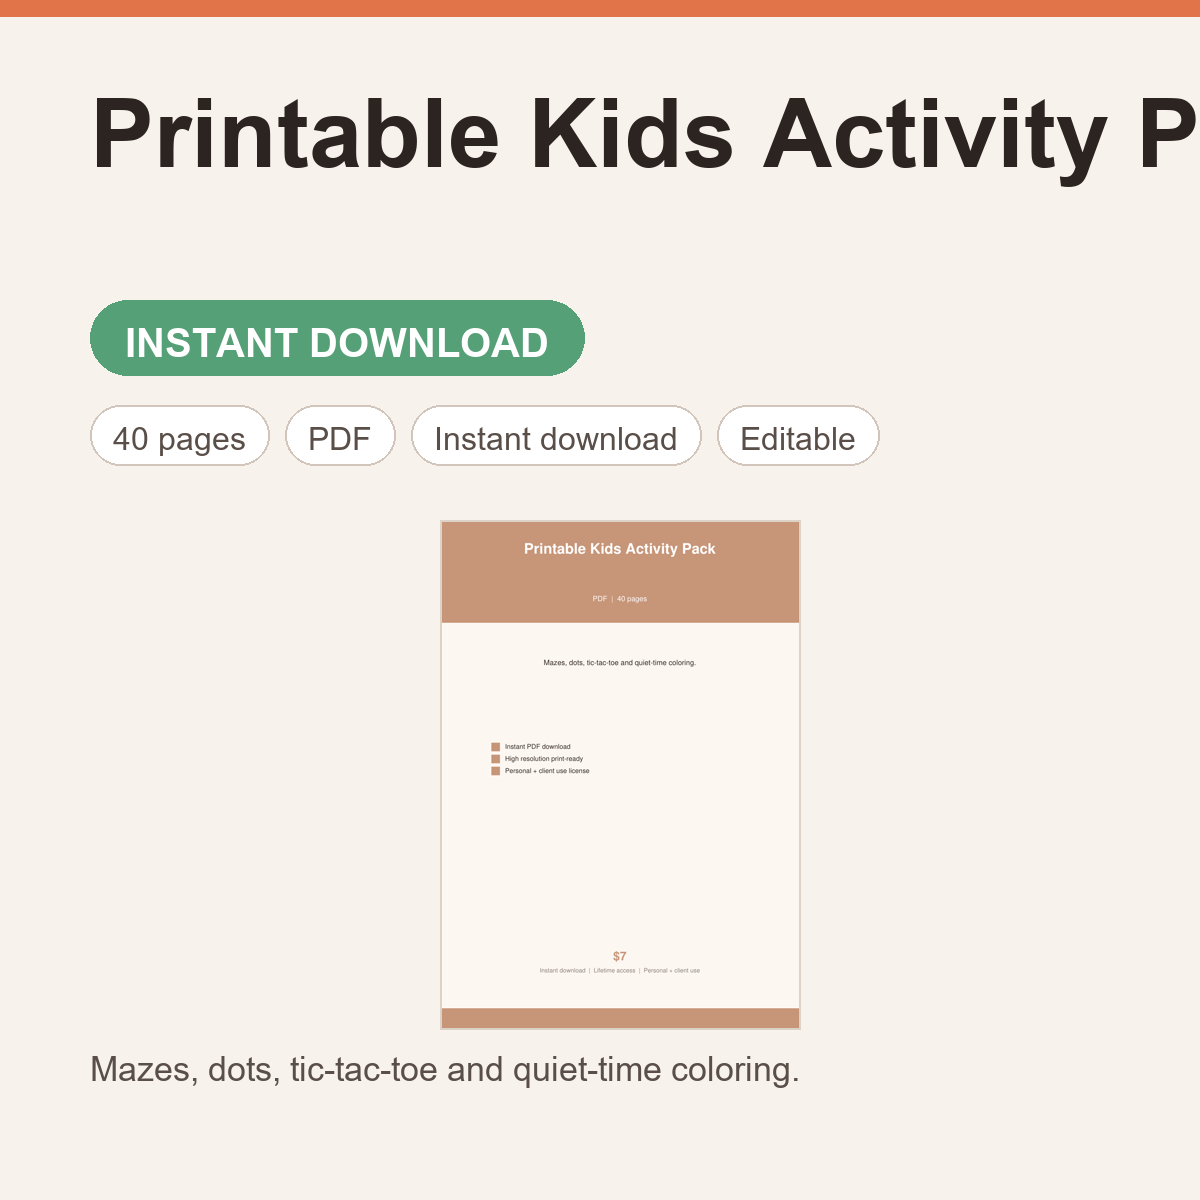 Printable Kids Activity P
INSTANT DOWNLOAD
40 pages PDF Instant download Editable
Printable Kids Activity Pack
PDF | 40 pages
Mazes, dots, tic-tac-toe and quiet-time coloring.
Instant PDF download
High resolution print-ready
Personal + client use license
$7
Instant download | Lifetime access | Personal + client use
Mazes, dots, tic-tac-toe and quiet-time coloring.